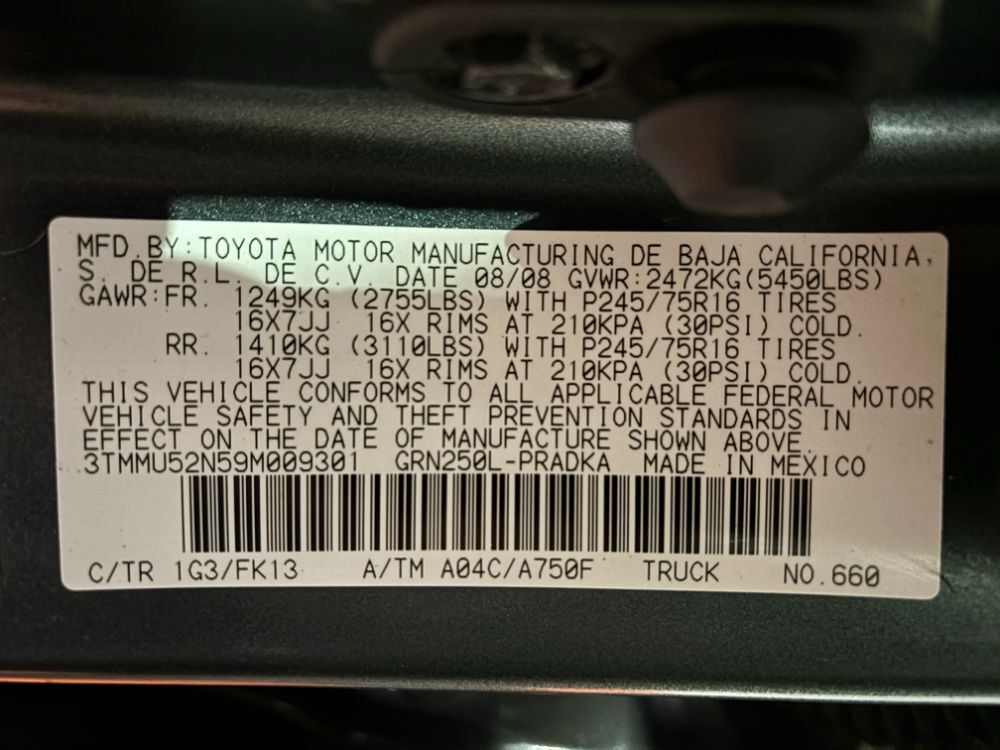 MFD.BY:TOYOTA MOTOR MANUFACTURING DE BAJA CALIFORNIA,
S. DE R.L. DE C.V. DATE 08/08 GVWR:2472KG(5450LBS)
GAWR:FR. 1249KG (2755LBS) WITH P245/75R16 TIRES
16X7JJ 16X RIMS AT 210KPA (30PSI) COLD.
RR. 1410KG (3110LBS) WITH P245/75R16 TIRES
16X7JJ 16X RIMS AT 210KPA (30PSI) COLD.
THIS VEHICLE CONFORMS TO ALL APPLICABLE FEDERAL MOTOR
VEHICLE SAFETY AND THEFT PREVENTION STANDARDS IN
EFFECT ON THE DATE OF MANUFACTURE SHOWN ABOVE.
3TMMU52N59M009301 GRN250L-PRADKA MADE IN MEXICO
C/TR 1G3/FK13 A/TM A04C/A750F TRUCK NO.660